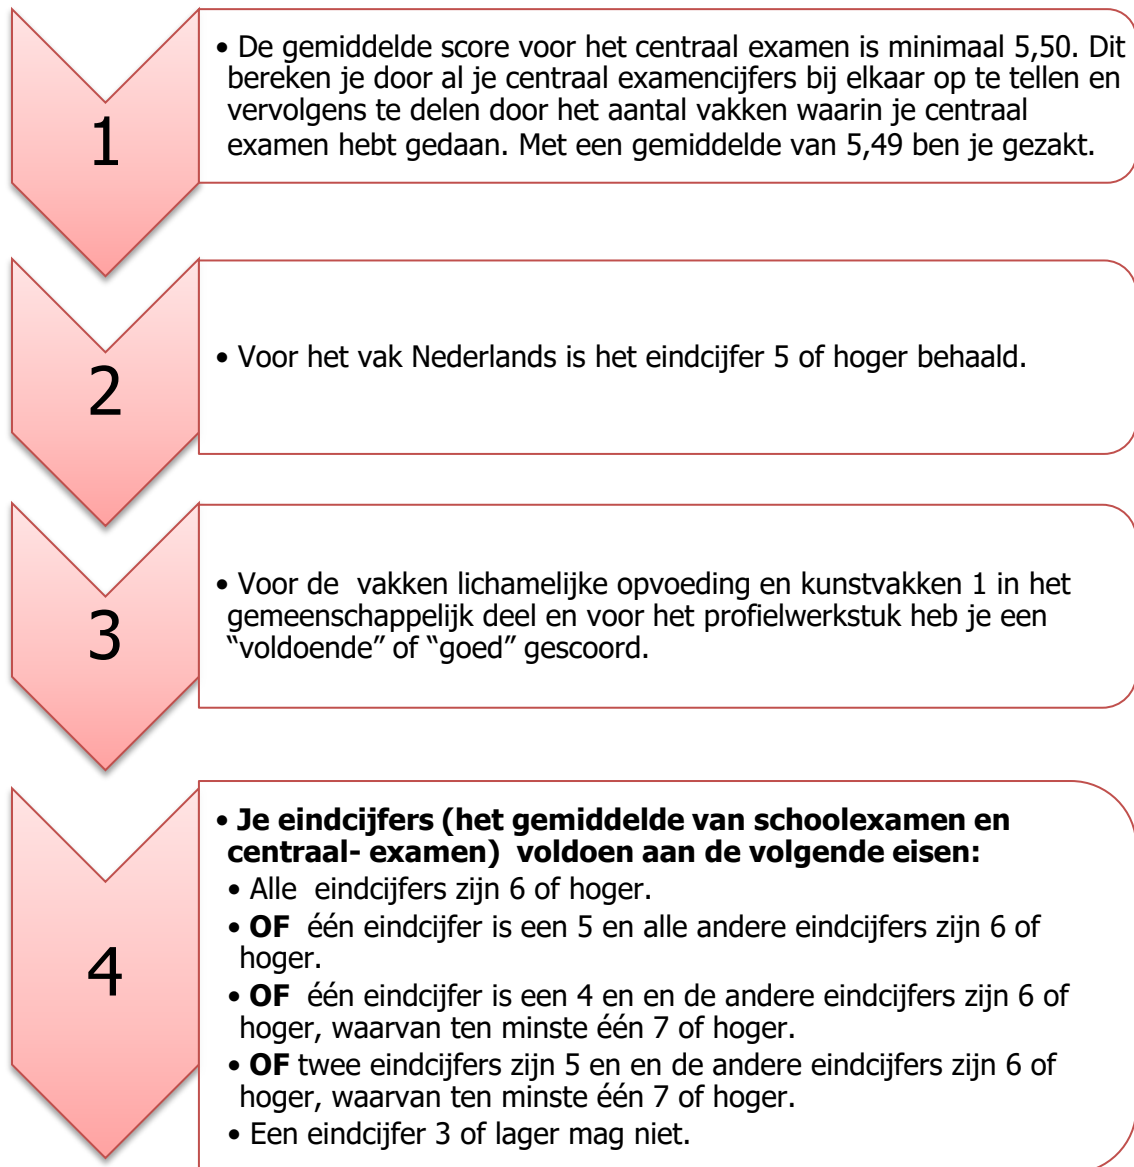 1
• De gemiddelde score voor het centraal examen is minimaal 5,50. Dit
bereken je door al je centraal examencijfers bij elkaar op te tellen en
vervolgens te delen door het aantal vakken waarin je centraal
examen hebt gedaan. Met een gemiddelde van 5,49 ben je gezakt.
2
• Voor het vak Nederlands is het eindcijfer 5 of hoger behaald.
3
• Voor de  vakken lichamelijke opvoeding en kunstvakken 1 in het
gemeenschappelijk deel en voor het profielwerkstuk heb je een
“voldoende” of “goed” gescoord.
4
• Je eindcijfers (het gemiddelde van schoolexamen en
centraal- examen)  voldoen aan de volgende eisen:
• Alle  eindcijfers zijn 6 of hoger.
• OF  één eindcijfer is een 5 en alle andere eindcijfers zijn 6 of
hoger.
• OF  één eindcijfer is een 4 en en de andere eindcijfers zijn 6 of
hoger, waarvan ten minste één 7 of hoger.
• OF twee eindcijfers zijn 5 en en de andere eindcijfers zijn 6 of
hoger, waarvan ten minste één 7 of hoger.
• Een eindcijfer 3 of lager mag niet.